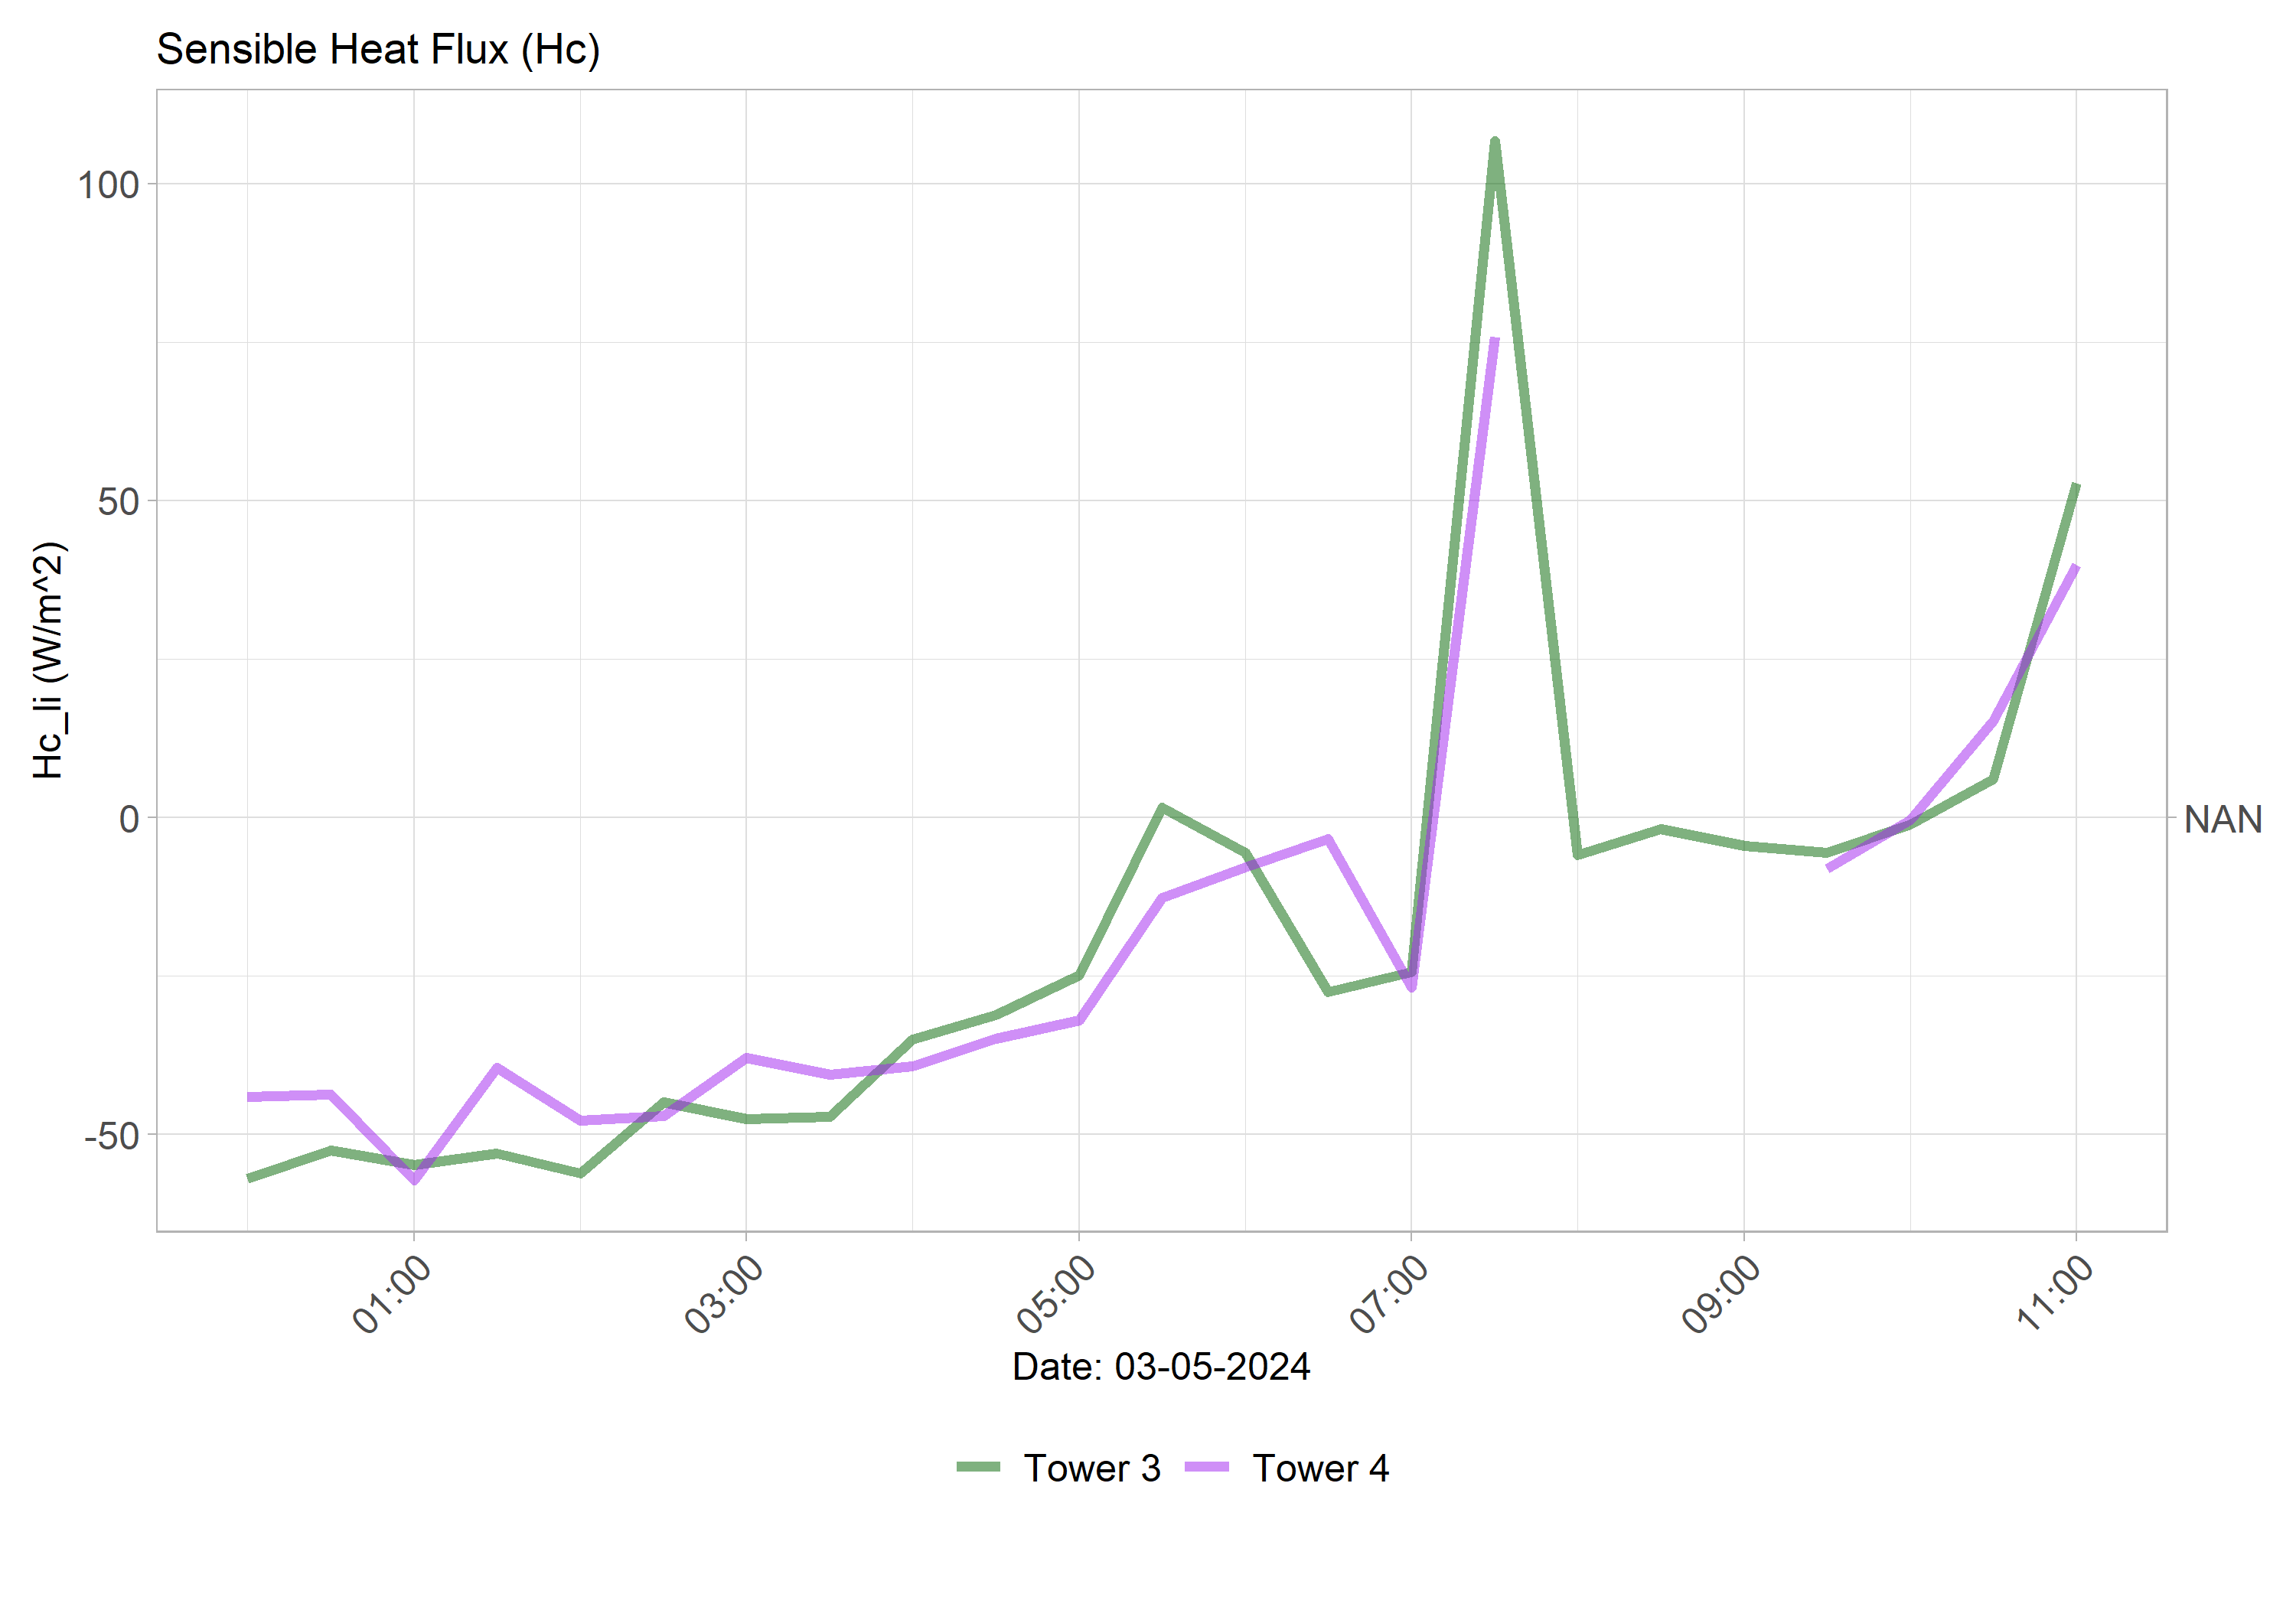 Sensible Heat Flux (Hc)
100
50
0
-50
Hc_li (W/m^2)
NAN
01:00
03:00
05:00
07:00
09:00
11:00
Date: 03-05-2024
Tower 3
Tower 4